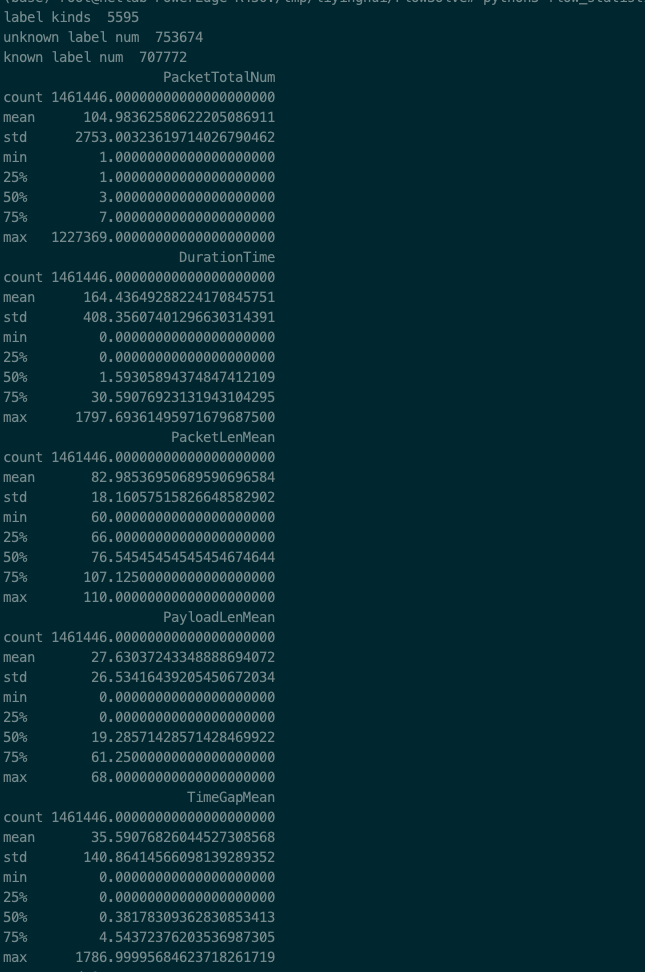 label kinds  5595
unknown label num  753674
known label num  707772
PacketTotalNum
count 1461446.00000000000000000000
mean 104.98362580622205086911
std 2753.00323619714026790462
min 1.00000000000000000000
25% 1.00000000000000000000
50% 3.00000000000000000000
75% 7.00000000000000000000
max 1227369.00000000000000000000
DurationTime
count 1461446.00000000000000000000
mean 164.43649288224170845751
std 408.35607401296630314391
min 0.00000000000000000000
25% 0.00000000000000000000
50% 1.59305894374847412109
75% 30.59076923131943104295
max 1797.69361495971679687500
PacketLenMean
count 1461446.00000000000000000000
mean 82.98536950689590696584
std 18.16057515826648582902
min 60.00000000000000000000
25% 66.00000000000000000000
50% 76.54545454545454674644
75% 107.12500000000000000000
max 110.00000000000000000000
PayloadLenMean
count 1461446.00000000000000000000
mean 27.63037243348888694072
std 26.53416439205450672034
min 0.00000000000000000000
25% 0.00000000000000000000
50% 19.28571428571428469922
75% 61.25000000000000000000
max 68.00000000000000000000
TimeGapMean
count 1461446.00000000000000000000
mean 35.59076826044527308568
std 140.86414566098139289352
min 0.00000000000000000000
25% 0.00000000000000000000
50% 0.38178309362830853413
75% 4.54372376203536987305
max 1786.99995684623718261719